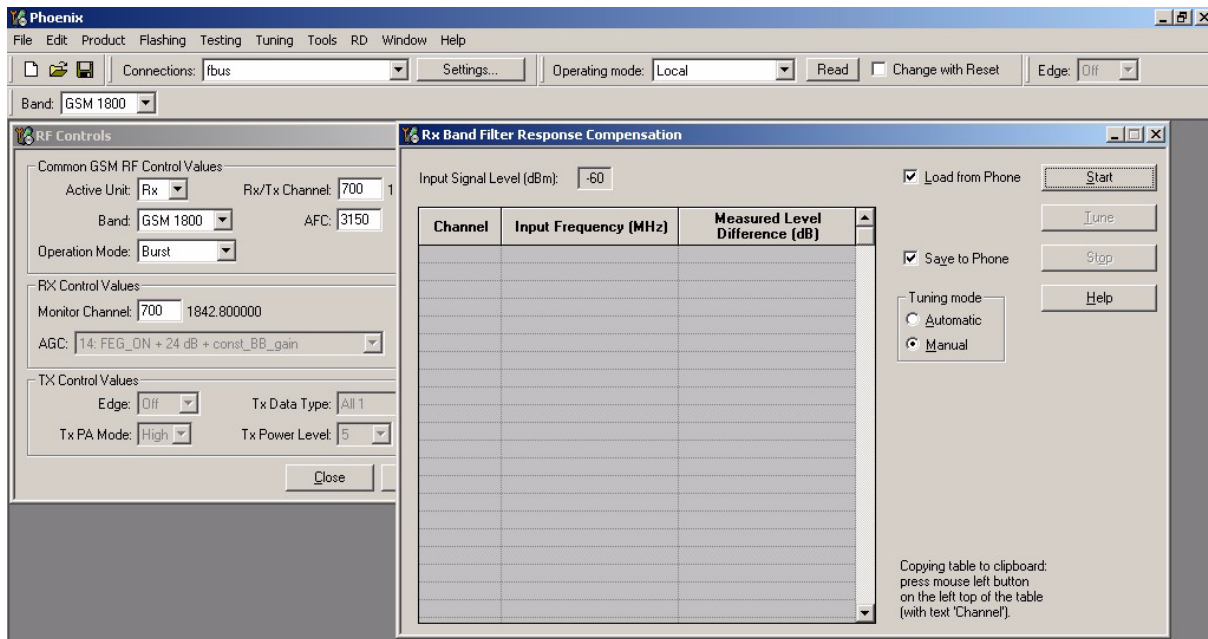 Phoenix
File Edit Product Flashing Testing Tuning Tools RD Window Help
Connections: fbus Settings... Operating mode: Local Read Change with Reset Edge: Off
Band: GSM 1800
RF Controls
Common GSM RF Control Values
Active Unit: Rx Rx/Tx Channel: 700 1
Band: GSM 1800 AFC: 3150
Operation Mode: Burst
RX Control Values
Monitor Channel: 700 1842.800000
AGC: 14: FEG_ON + 24 dB + const_BB_gain
TX Control Values
Edge: Off Tx Data Type: All 1
Tx PA Mode: High Tx Power Level: 5
Close
Rx Band Filter Response Compensation
Input Signal Level (dBm): -60
Channel Input Frequency (MHz) Measured Level
Difference (dB)
Load from Phone
Save to Phone
Tuning mode
Automatic
Manual
Start
Tune
Stop
Help
Copying table to clipboard:
press mouse left button
on the left top of the table
(with text 'Channel').